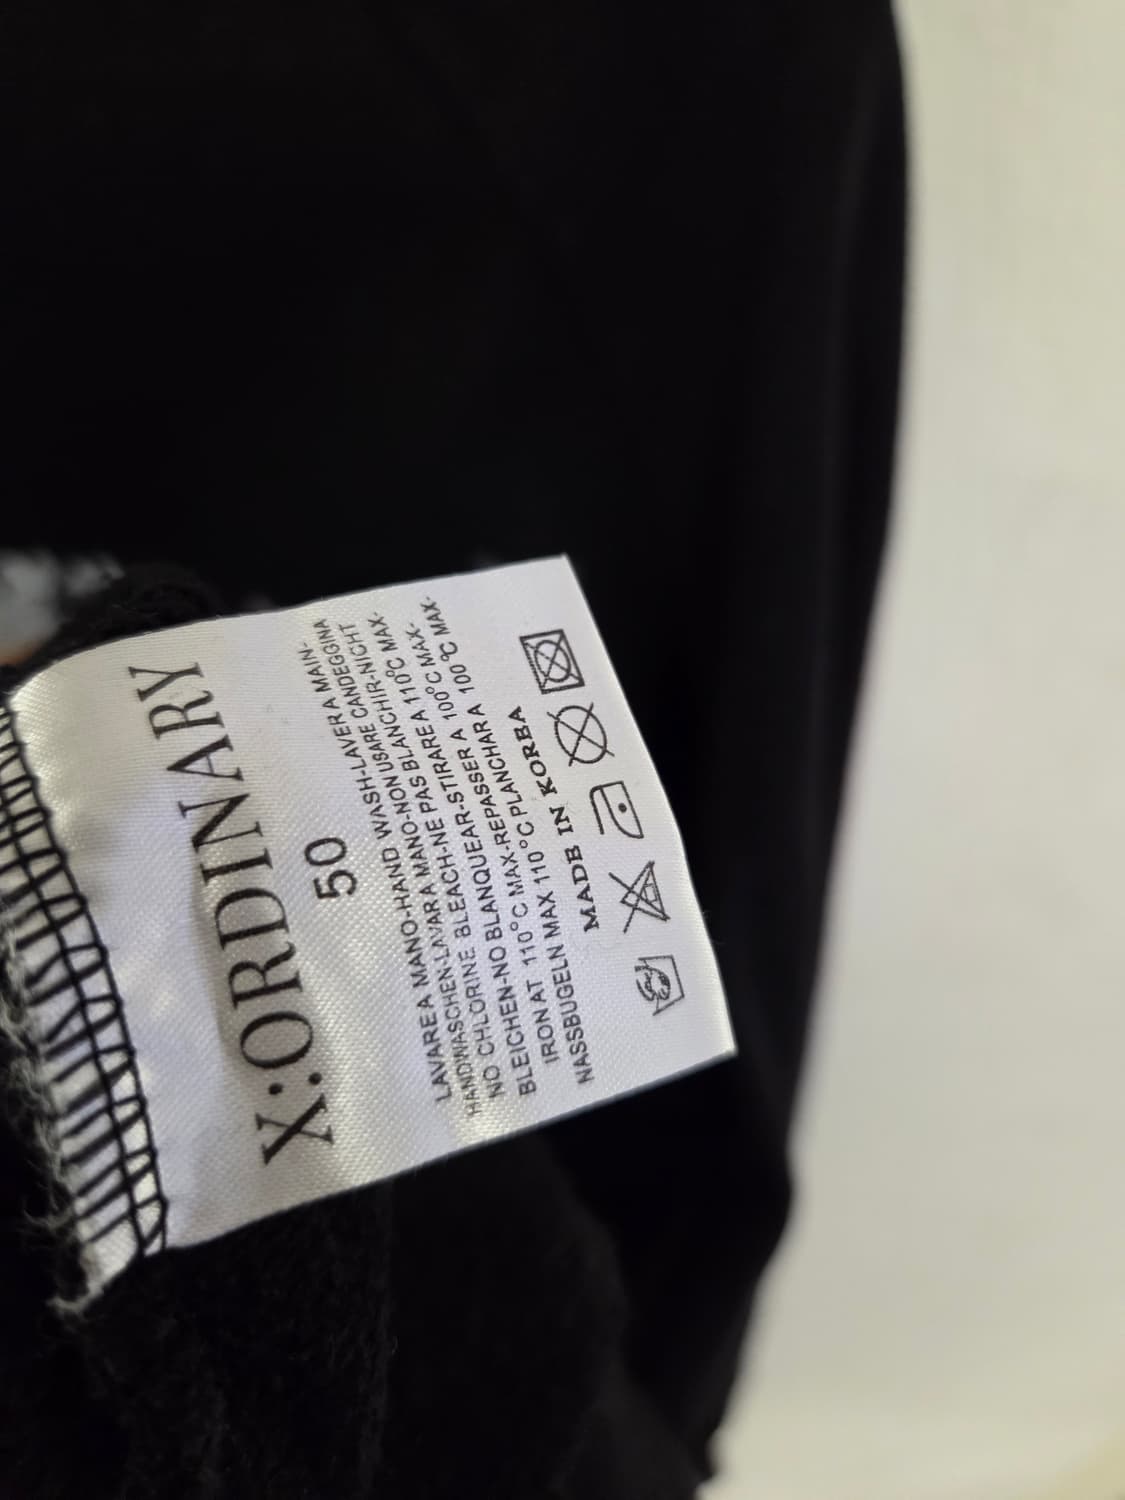 X:ORDINARY
50
LAVARE A MANO-HAND WASH-LAVER A MAIN-
HANDWASCHEN-LAVAR A MANO-NON USARE CANDEGGINA
NO CHLORINE BLEACH-NE PAS BLANCHIR-NICHT
BLEICHEN-NO BLANQUEAR-STIRARE A 110°C MAX-
IRON AT 110°C MAX-REPASSER A 100°C MAX-
NASSBUGELN MAX 110°C PLANCHAR A 100°C MAX-
MADB IN KORBA